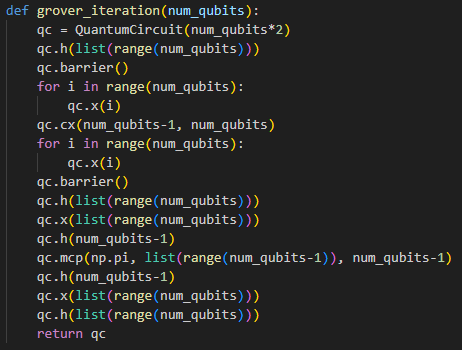 def grover_iteration(num_qubits):
    qc = QuantumCircuit(num_qubits*2)
    qc.h(list(range(num_qubits)))
    qc.barrier()
    for i in range(num_qubits):
        qc.x(i)
    qc.cx(num_qubits-1, num_qubits)
    for i in range(num_qubits):
        qc.x(i)
    qc.barrier()
    qc.h(list(range(num_qubits)))
    qc.x(list(range(num_qubits)))
    qc.h(num_qubits-1)
    qc.mcp(np.pi, list(range(num_qubits-1)), num_qubits-1)
    qc.h(num_qubits-1)
    qc.x(list(range(num_qubits)))
    qc.h(list(range(num_qubits)))
    return qc